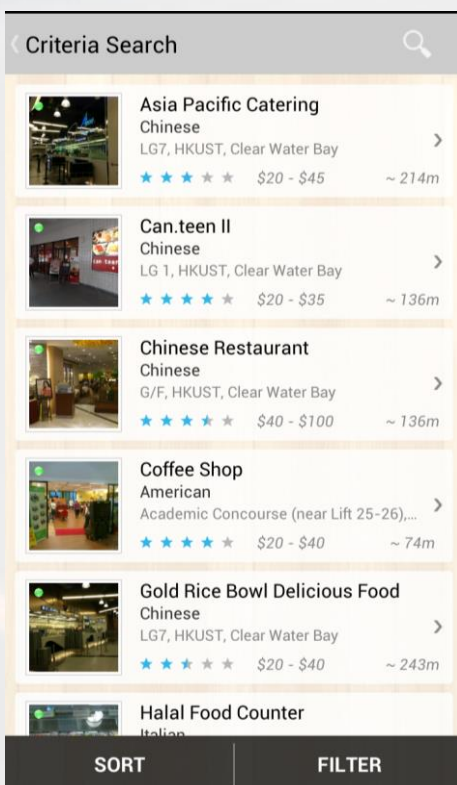 Criteria Search
Asia Pacific Catering
Chinese
LG7, HKUST, Clear Water Bay
$20 - $45 ~ 214m
Can.teen II
Chinese
LG 1, HKUST, Clear Water Bay
$20 - $35 ~ 136m
Chinese Restaurant
Chinese
G/F, HKUST, Clear Water Bay
$40 - $100 ~ 136m
Coffee Shop
American
Academic Concourse (near Lift 25-26),...
$20 - $40 ~ 74m
Gold Rice Bowl Delicious Food
Chinese
LG7, HKUST, Clear Water Bay
$20 - $40 ~ 243m
Halal Food Counter
Italian
SORT FILTER